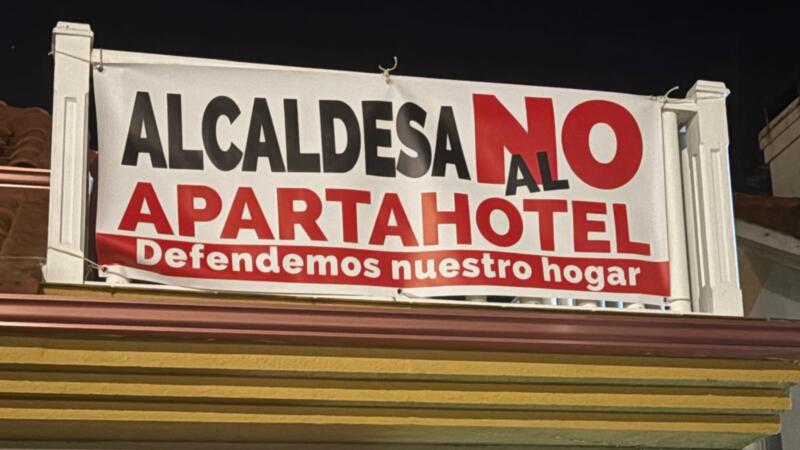 ALCALDESA NO
AL
APARTAHOTEL
Defendemos nuestro hogar